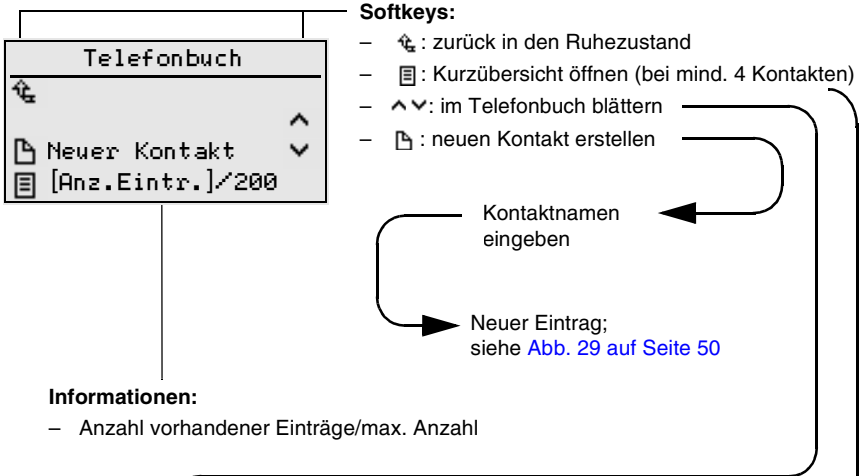 Softkeys:
– : zurück in den Ruhezustand
– : Kurzübersicht öffnen (bei mind. 4 Kontakten)
– : im Telefonbuch blättern
– : neuen Kontakt erstellen
Telefonbuch
Neuer Kontakt
[Anz.Eintr.]/200
Kontaktnamen
eingeben
Neuer Eintrag;
siehe Abb. 29 auf Seite 50
Informationen:
– Anzahl vorhandener Einträge/max. Anzahl